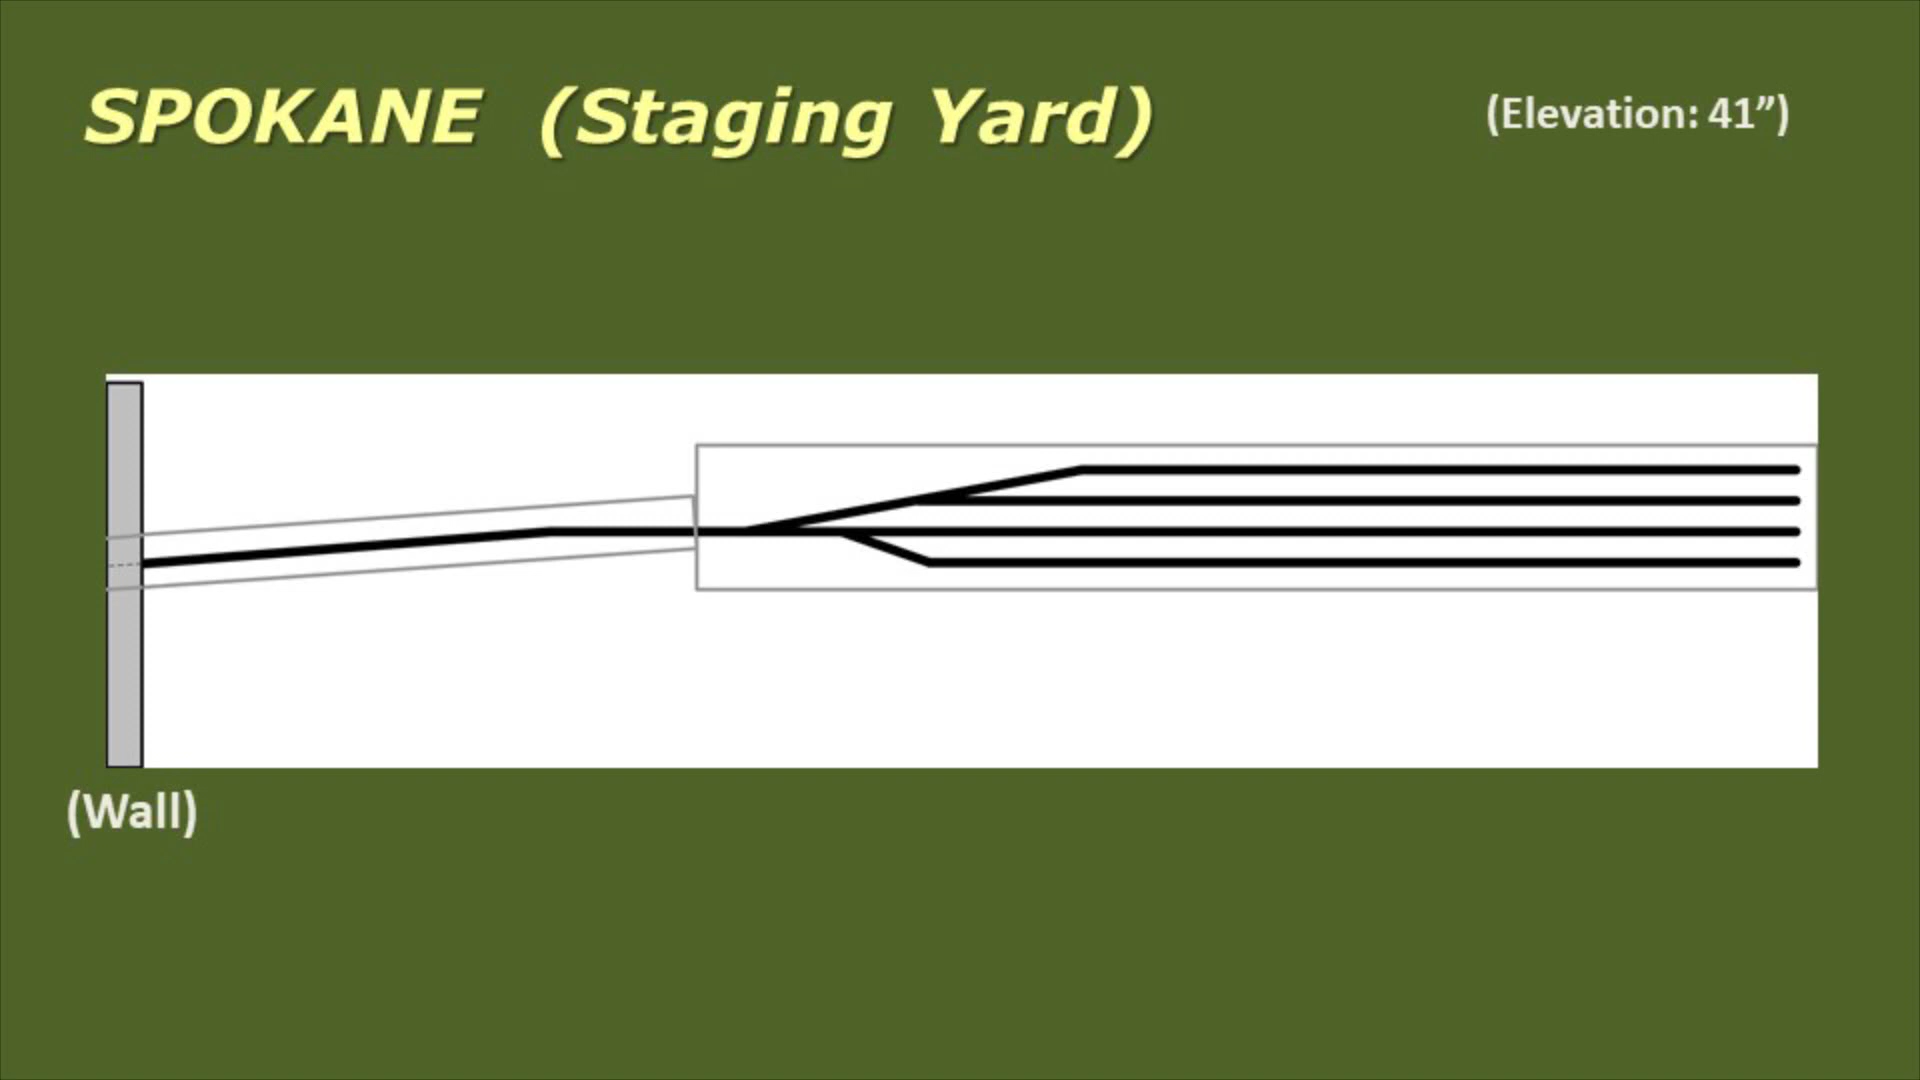 SPOKANE (Staging Yard)
(Elevation: 41”)
(Wall)